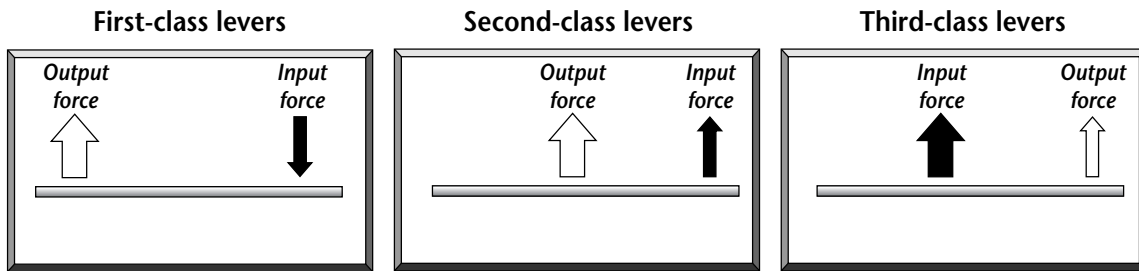 First-class levers
Output
force
Input
force
Second-class levers
Output
force
Input
force
Third-class levers
Input
force
Output
force